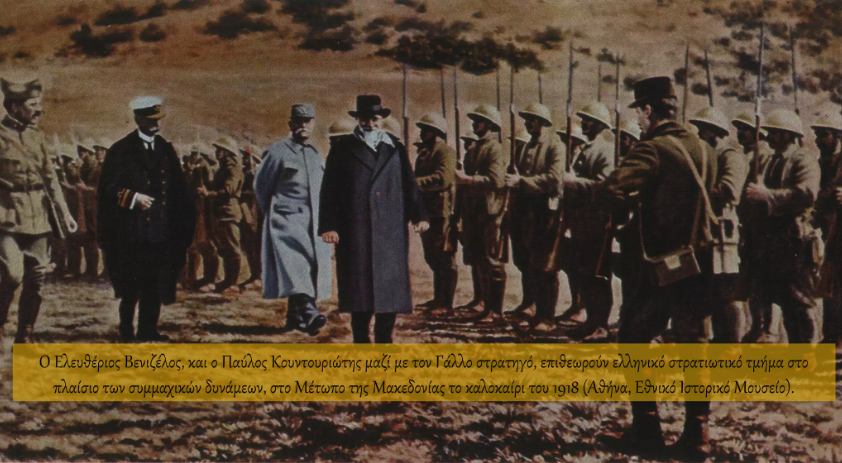 Ο Ελευθέριος Βενιζέλος, και ο Παύλος Κουντουριώτης μαζί με τον Γάλλο στρατηγό, επιθεωρούν ελληνικό στρατιωτικό τμήμα στο
πλαίσιο των συμμαχικών δυνάμεων, στο Μέτωπο της Μακεδονίας το καλοκαίρι του 1918 (Αθήνα, Εθνικό Ιστορικό Μουσείο).